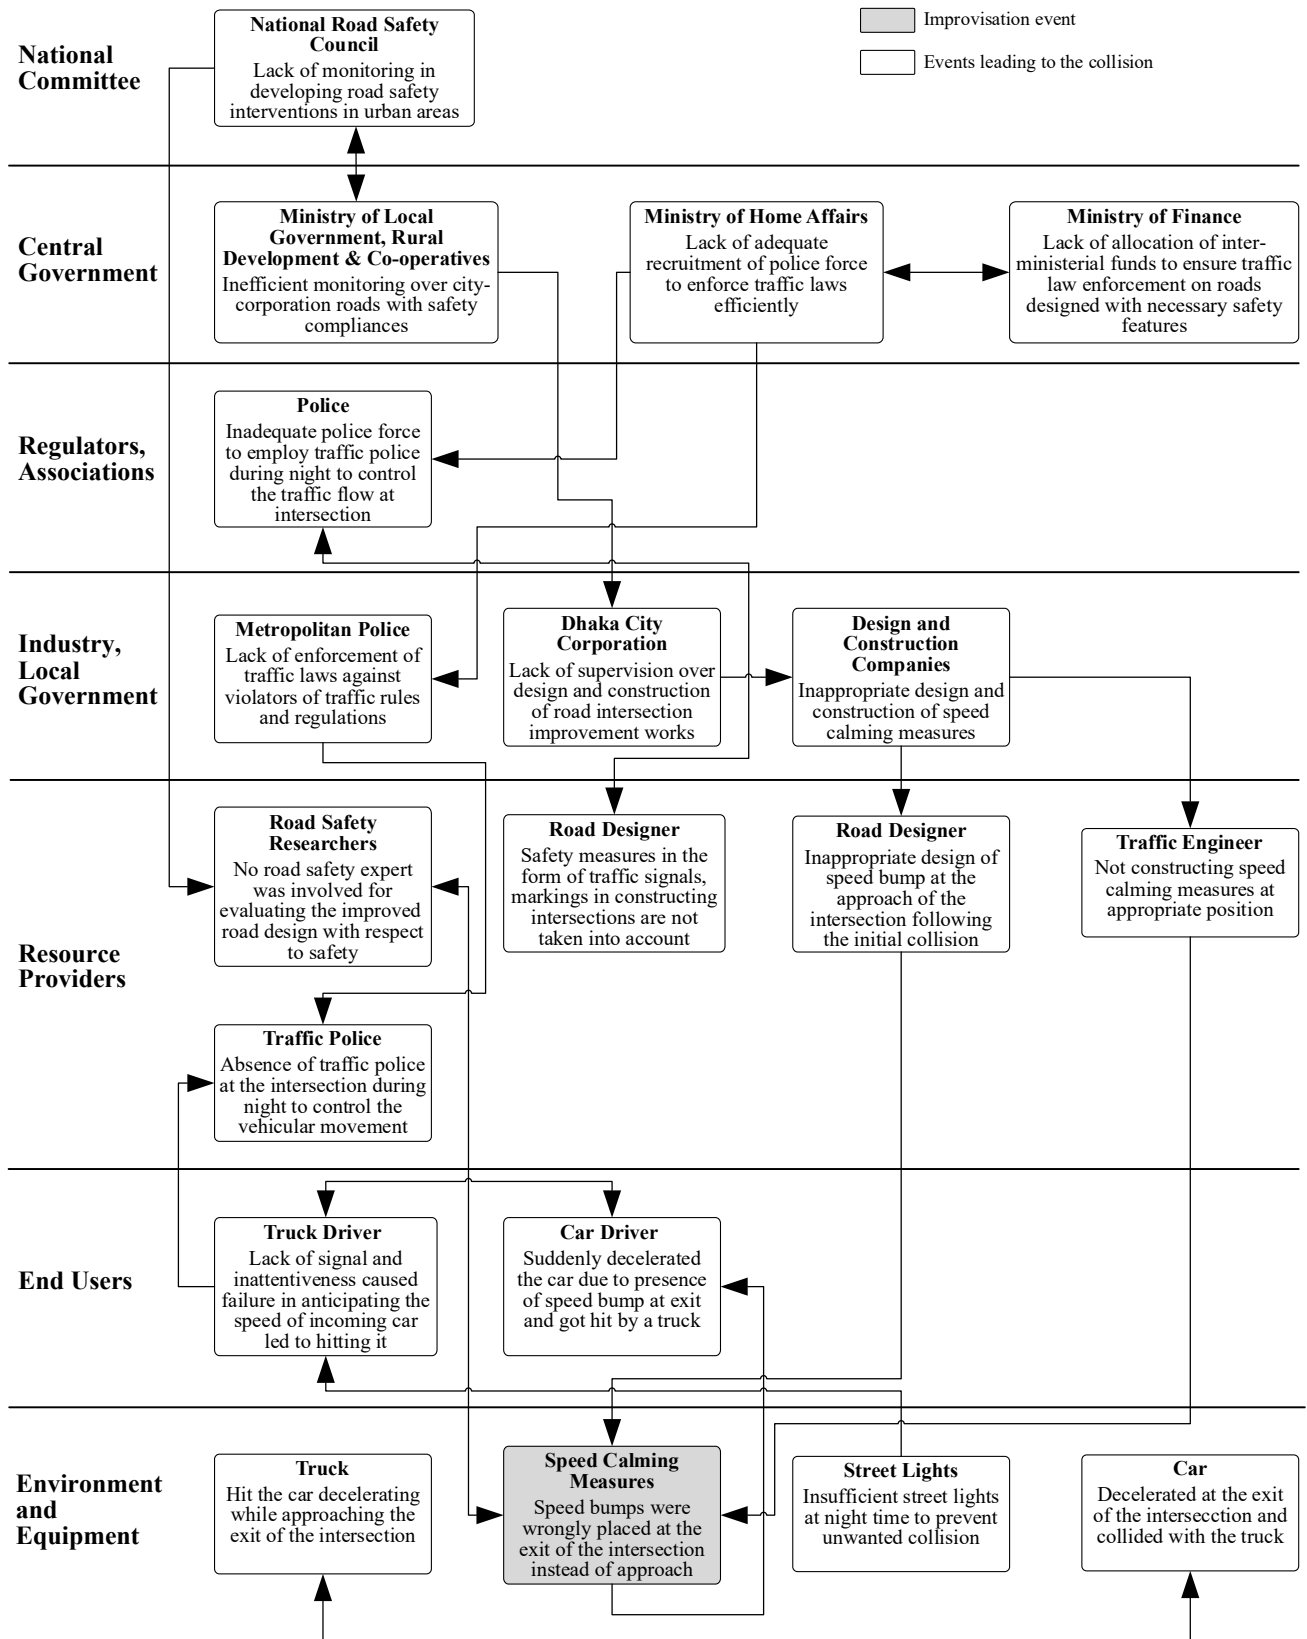 Improvisation event
Events leading to the collision
National
Committee
National Road Safety
Council
Lack of monitoring in
developing road safety
interventions in urban areas
Central
Government
Ministry of Local
Government, Rural
Development & Co-operatives
Inefficient monitoring over city-
corporation roads with safety
compliances
Ministry of Home Affairs
Lack of adequate
recruitment of police force
to enforce traffic laws
efficiently
Ministry of Finance
Lack of allocation of inter-
ministerial funds to ensure traffic
law enforcement on roads
designed with necessary safety
features
Regulators,
Associations
Police
Inadequate police force
to employ traffic police
during night to control
the traffic flow at
intersection
Industry,
Local
Government
Metropolitan Police
Lack of enforcement of
traffic laws against
violators of traffic rules
and regulations
Dhaka City
Corporation
Lack of supervision over
design and construction
of road intersection
improvement works
Design and
Construction
Companies
Inappropriate design and
construction of speed
calming measures
Resource
Providers
Road Safety
Researchers
No road safety expert
was involved for
evaluating the improved
road design with respect
to safety
Road Designer
Safety measures in the
form of traffic signals,
markings in constructing
intersections are not
taken into account
Road Designer
Inappropriate design of
speed bump at the
approach of the
intersection following
the initial collision
Traffic Engineer
Not constructing speed
calming measures at
appropriate position
Traffic Police
Absence of traffic police
at the intersection during
night to control the
vehicular movement
End Users
Truck Driver
Lack of signal and
inattentiveness caused
failure in anticipating the
speed of incoming car
led to hitting it
Car Driver
Suddenly decelerated
the car due to presence
of speed bump at exit
and got hit by a truck
Environment
and
Equipment
Truck
Hit the car decelerating
while approaching the
exit of the intersection
Speed Calming
Measures
Speed bumps were
wrongly placed at the
exit of the intersection
instead of approach
Street Lights
Insufficient street lights
at night time to prevent
unwanted collision
Car
Decelerated at the exit
of the intersecction and
collided with the truck